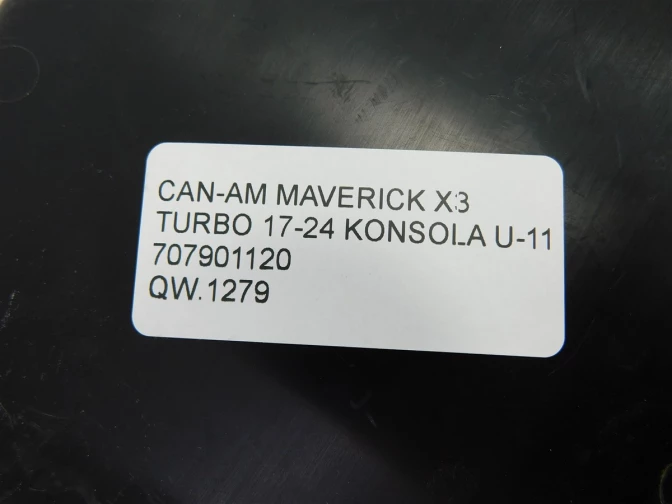 CAN-AM MAVERICK X3
TURBO 17-24 KONSOLA U-11
707901120
QW.1279